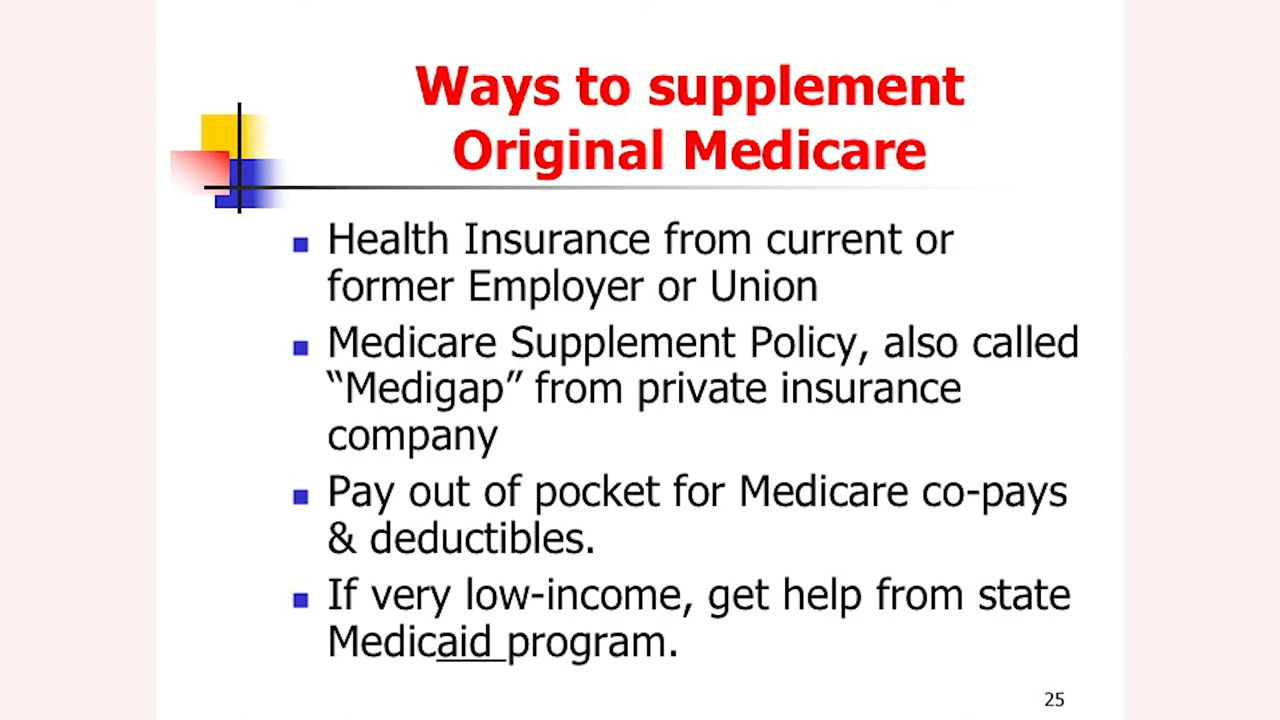 Ways to supplement
Original Medicare
Health Insurance from current or
former Employer or Union
Medicare Supplement Policy, also called
“Medigap” from private insurance
company
Pay out of pocket for Medicare co-pays
& deductibles.
If very low-income, get help from state
Medicaid program.
25